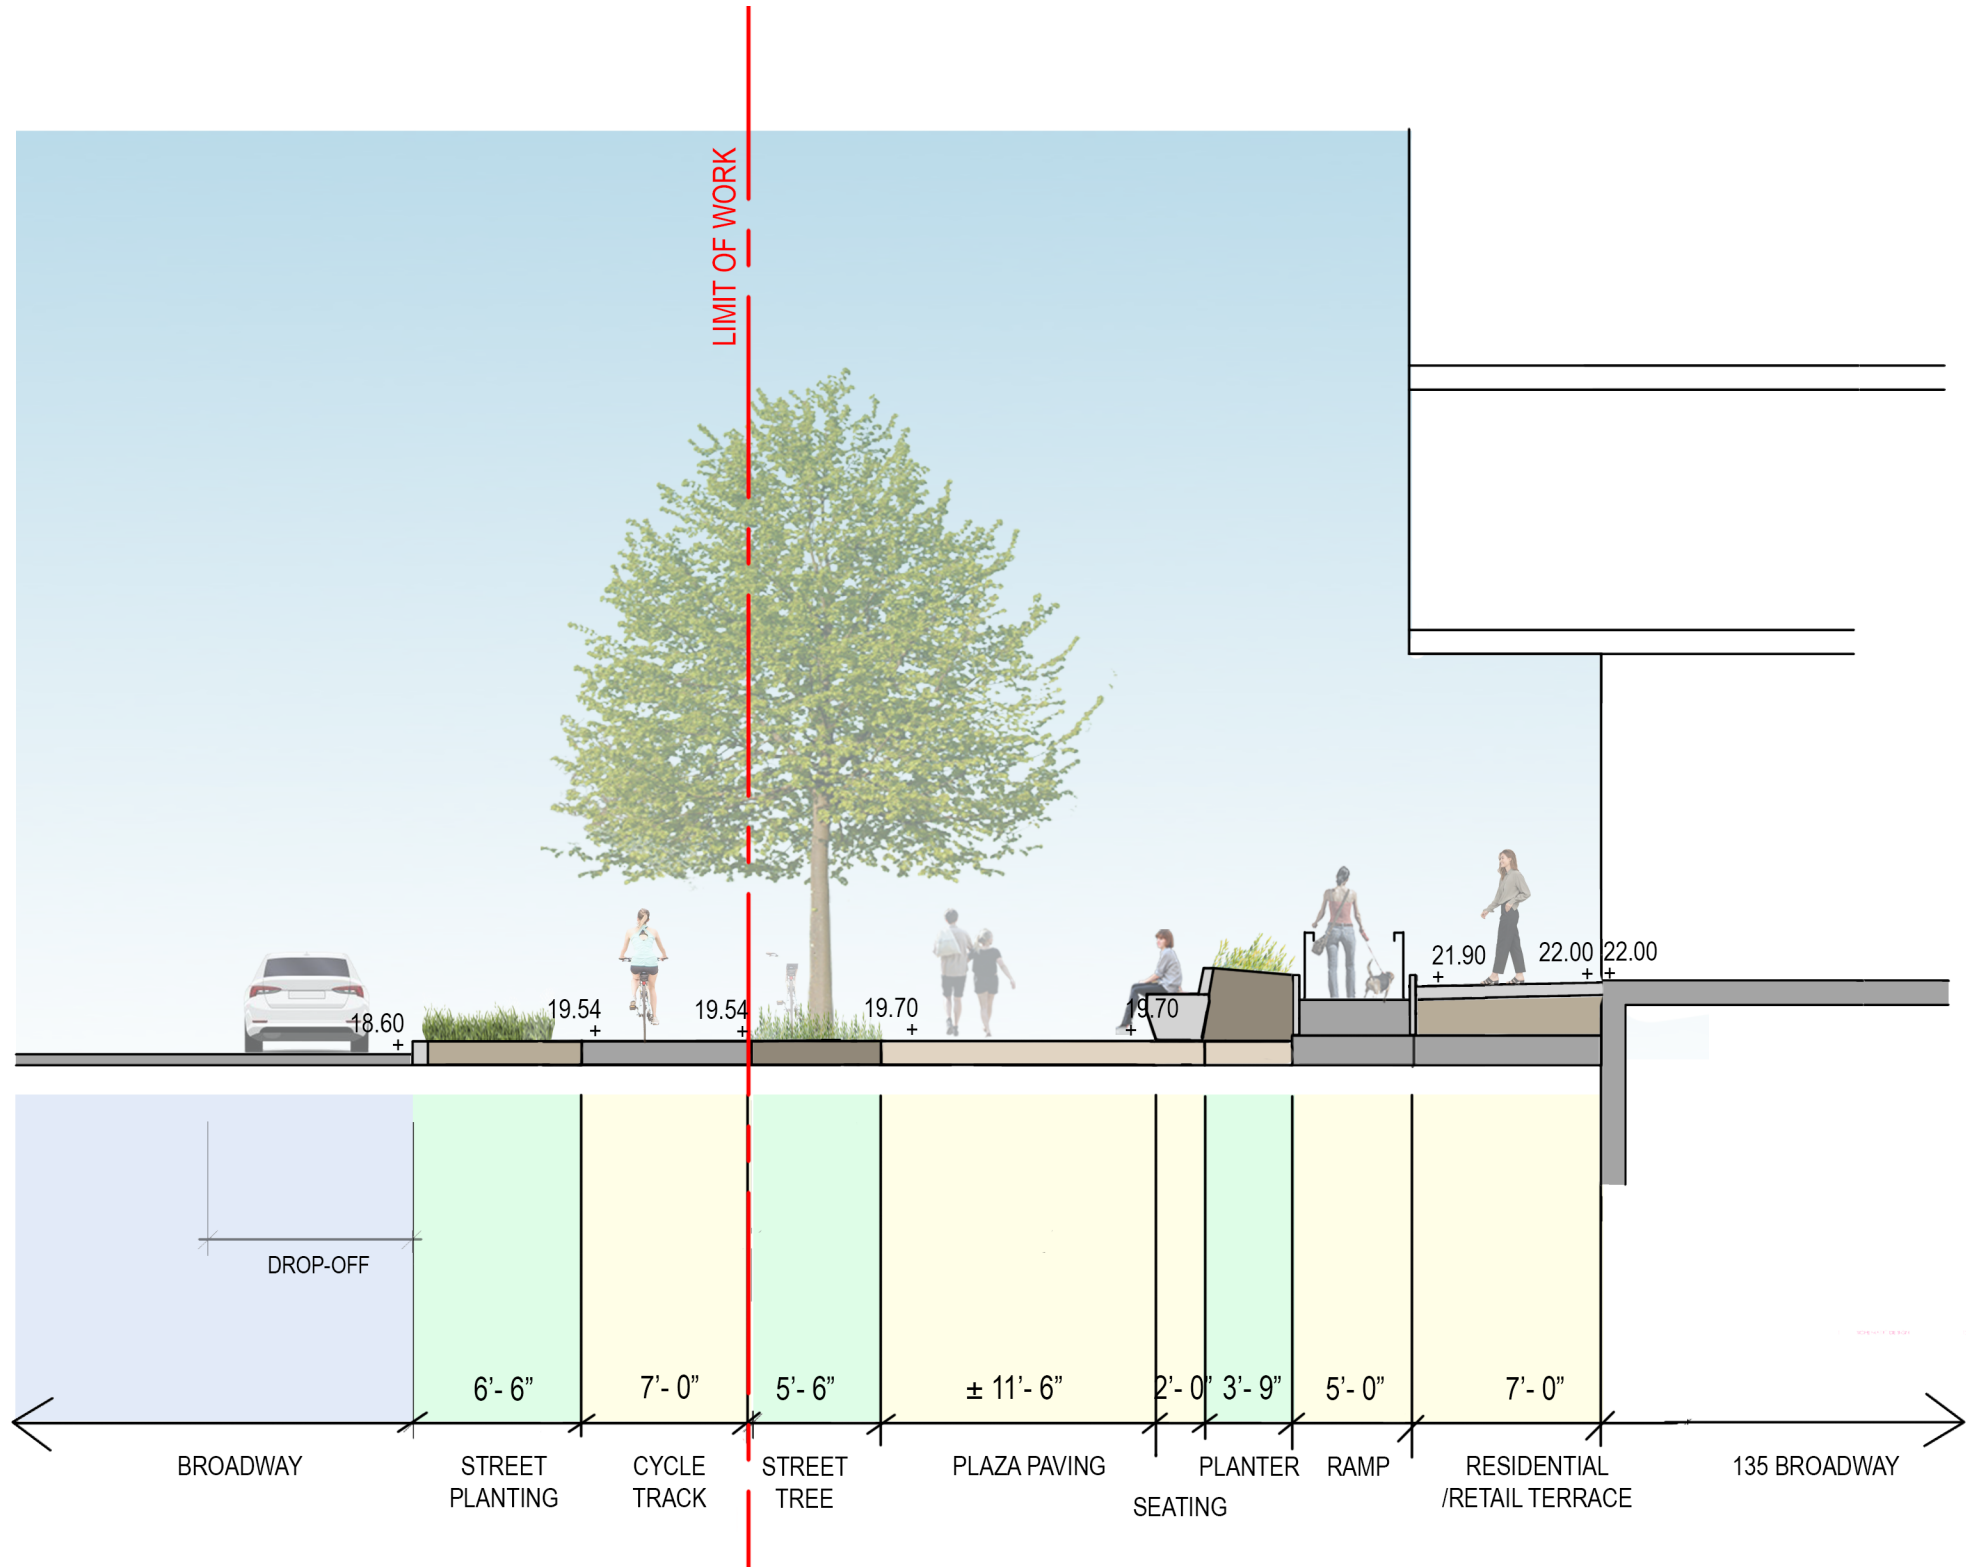 LIMIT OF WORK
21.90
22.00
22.00
18.60
19.54
19.54
19.70
19.70
DROP-OFF
6’- 6”
7’- 0”
5’- 6”
± 11’- 6”
2’- 0”
3’- 9”
5’- 0”
7’- 0”
BROADWAY
STREET
PLANTING
CYCLE
TRACK
STREET
TREE
PLAZA PAVING
SEATING
PLANTER
RAMP
RESIDENTIAL
/RETAIL TERRACE
135 BROADWAY